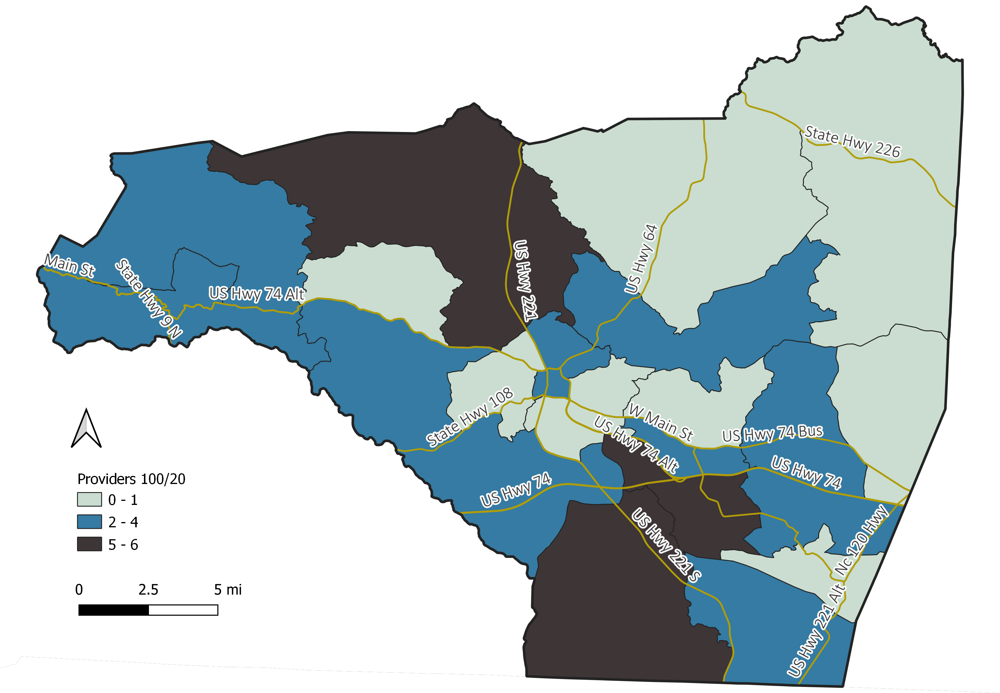 State Hwy 226
US Hwy 64
US Hwy 221
Main St
State Hwy 9 N
US Hwy 74 Alt
State Hwy 108
W Main St
US Hwy 74 Alt
US Hwy 74 Bus
US Hwy 74
US Hwy 74
US Hwy 221 S
Nc 120 Hwy
US Hwy 221 Alt
Providers 100/20
0 - 1
2 - 4
5 - 6
0 2.5 5 mi